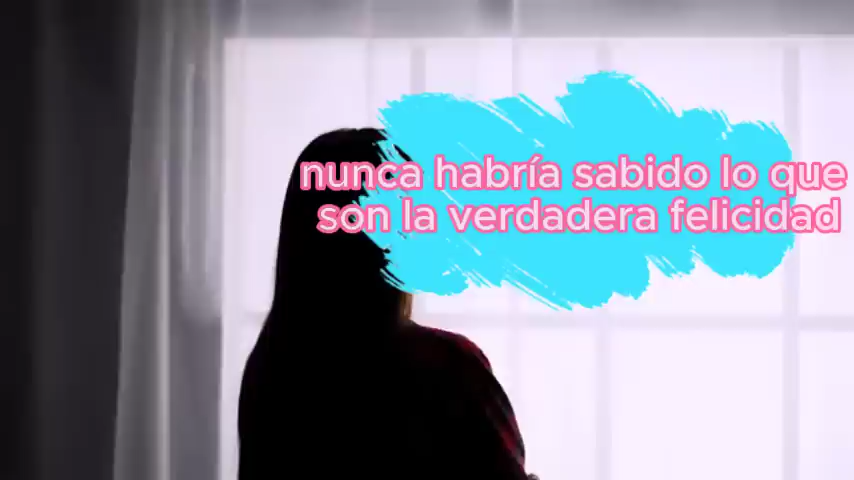 nunca habría sabido lo que
son la verdadera felicidad